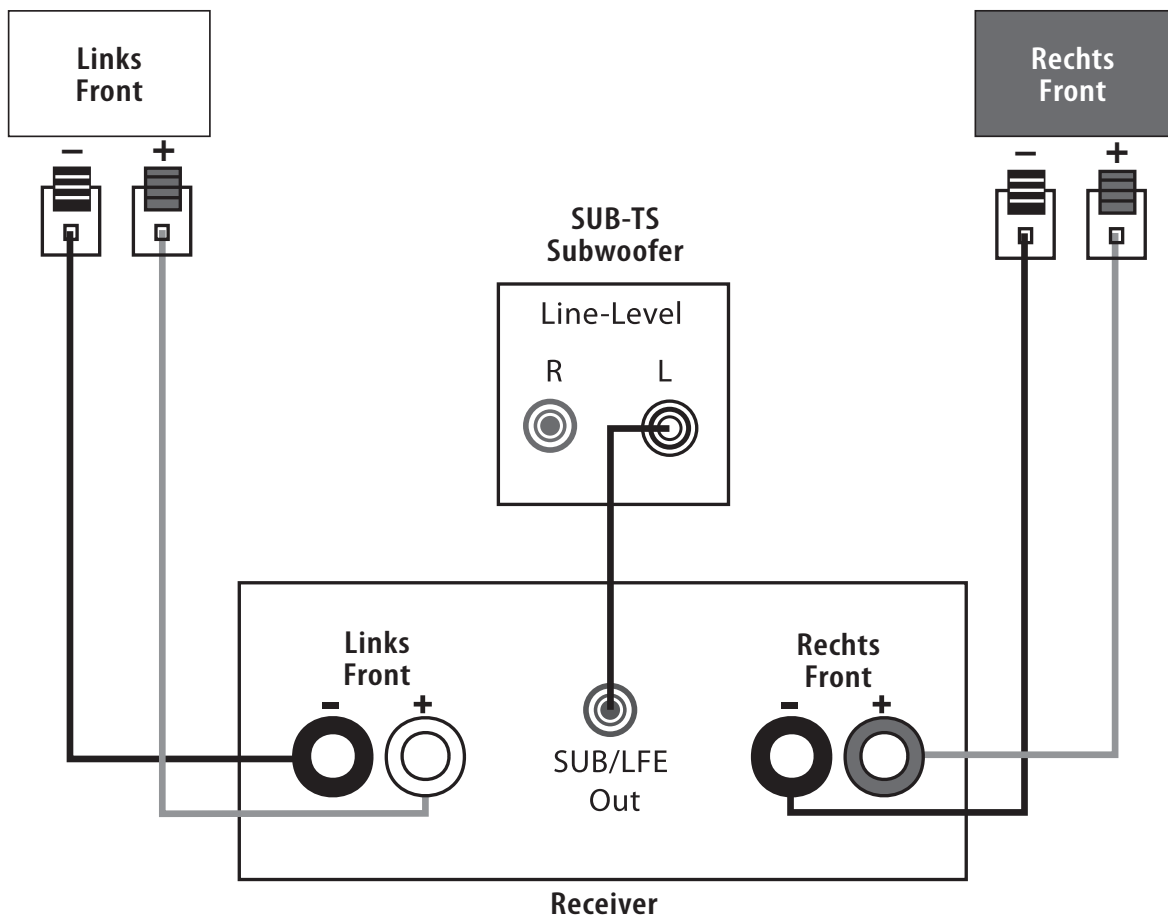 Links
Front
Rechts
Front
– +
– +
SUB-TS
Subwoofer
Line-Level
R L
Links
Front
– +
Rechts
Front
– +
SUB/LFE
Out
Receiver